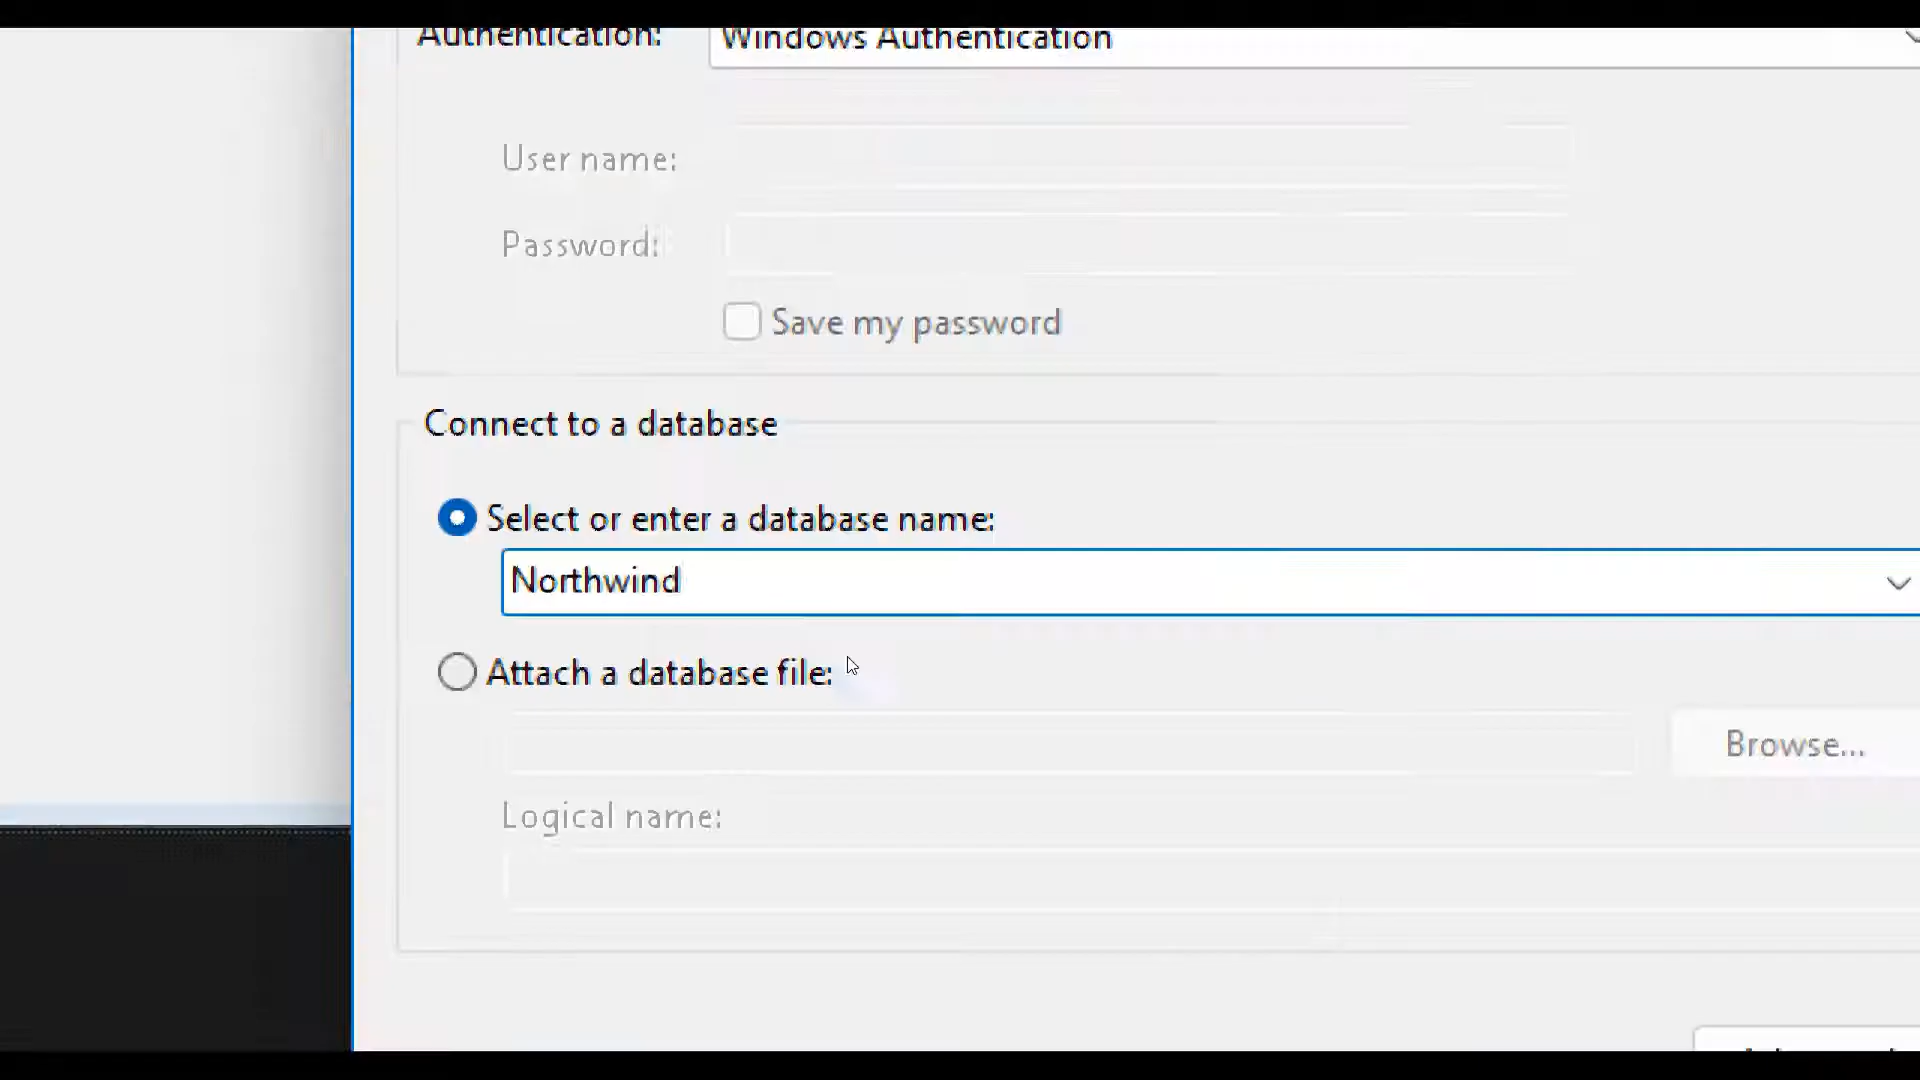 Authentication: Windows Authentication
User name:
Password:
Save my password
Connect to a database
Select or enter a database name:
Northwind
Attach a database file:
Browse...
Logical name: